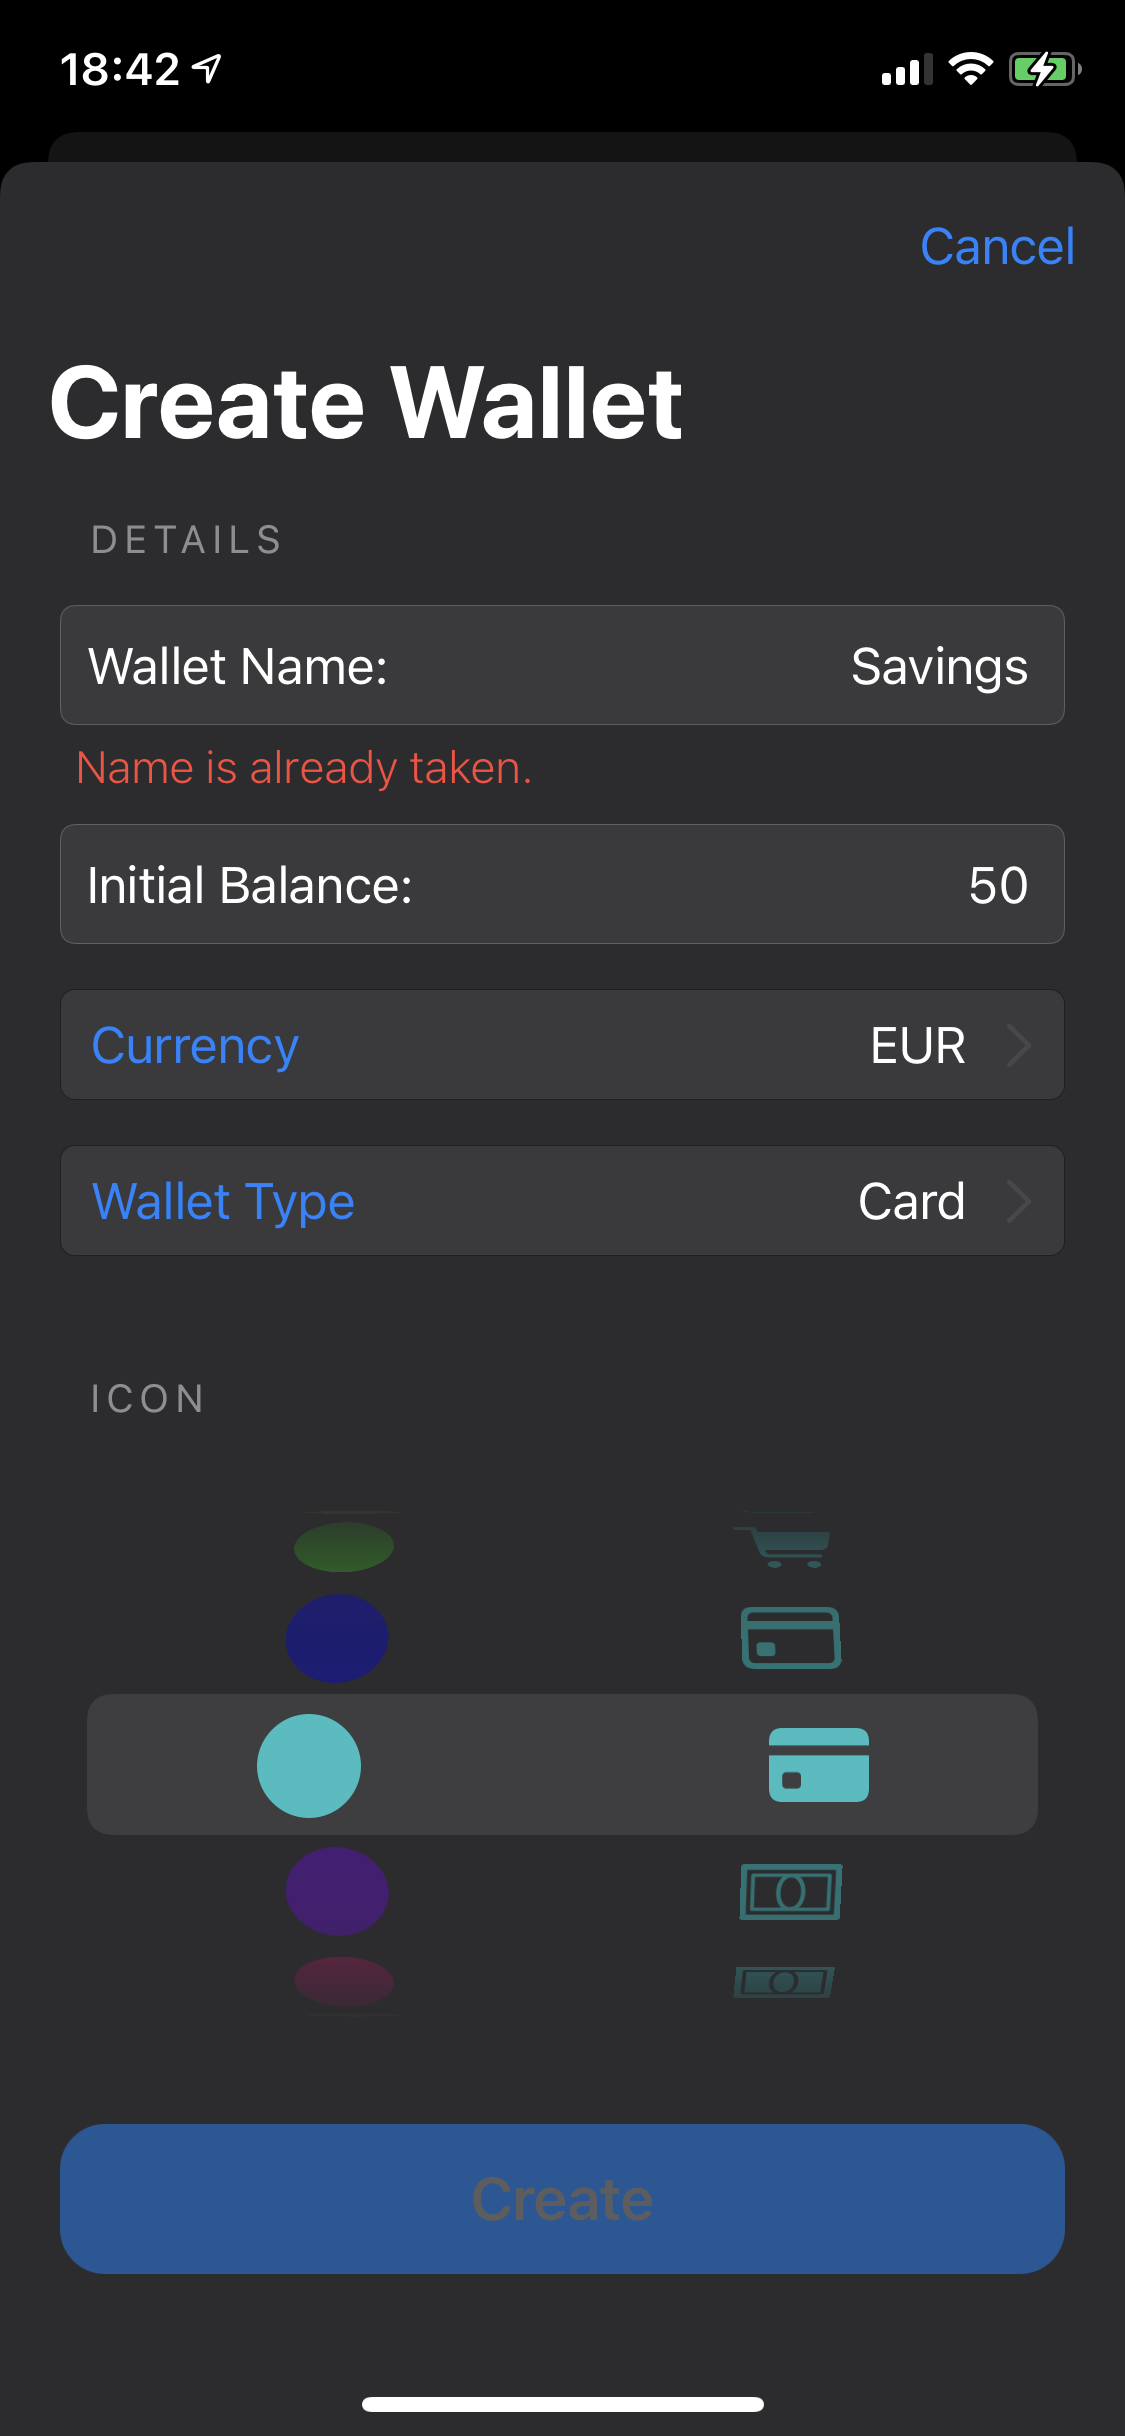 18:42
Cancel
Create Wallet
DETAILS
Wallet Name: Savings
Name is already taken.
Initial Balance: 50
Currency EUR
Wallet Type Card
ICON
Create